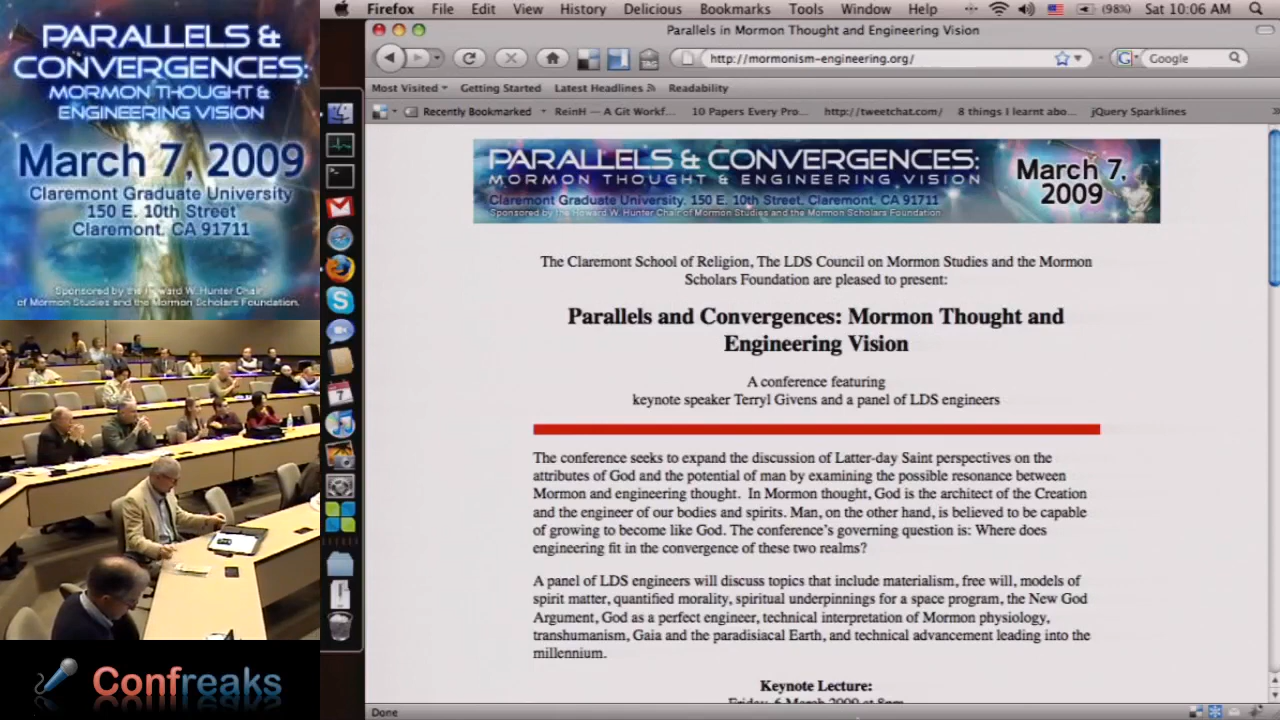 PARALLELS &
CONVERGENCES:
MORMON THOUGHT &
ENGINEERING VISION
March 7, 2009
Claremont Graduate University
150 E. 10th Street
Claremont, CA 91711
Sponsored by the Howard W. Hunter Chair
of Mormon Studies and the Mormon Scholars Foundation.
Confreaks
Firefox File Edit View History Delicious Bookmarks Tools Window Help (98%) Sat 10:06 AM
Parallels in Mormon Thought and Engineering Vision
http://mormonism-engineering.org/
Google
TAG
Most Visited Getting Started Latest Headlines Readability
Recently Bookmarked ReinH — A Git Workf... 10 Papers Every Pro... http://tweetchat.com/ 8 things I learnt abo... jQuery Sparklines
PARALLELS & CONVERGENCES:
MORMON THOUGHT & ENGINEERING VISION
Claremont Graduate University, 150 E. 10th Street, Claremont, CA 91711
Sponsored by the Howard W. Hunter Chair of Mormon Studies and the Mormon Scholars Foundation.
March 7,
2009
The Claremont School of Religion, The LDS Council on Mormon Studies and the Mormon
Scholars Foundation are pleased to present:
Parallels and Convergences: Mormon Thought and
Engineering Vision
A conference featuring
keynote speaker Terryl Givens and a panel of LDS engineers
The conference seeks to expand the discussion of Latter-day Saint perspectives on the
attributes of God and the potential of man by examining the possible resonance between
Mormon and engineering thought. In Mormon thought, God is the architect of the Creation
and the engineer of our bodies and spirits. Man, on the other hand, is believed to be capable
of growing to become like God. The conference's governing question is: Where does
engineering fit in the convergence of these two realms?
A panel of LDS engineers will discuss topics that include materialism, free will, models of
spirit matter, quantified morality, spiritual underpinnings for a space program, the New God
Argument, God as a perfect engineer, technical interpretation of Mormon physiology,
transhumanism, Gaia and the paradisiacal Earth, and technical advancement leading into the
millennium.
Keynote Lecture:
Friday, 6 March 2009 at 8pm
Done
7